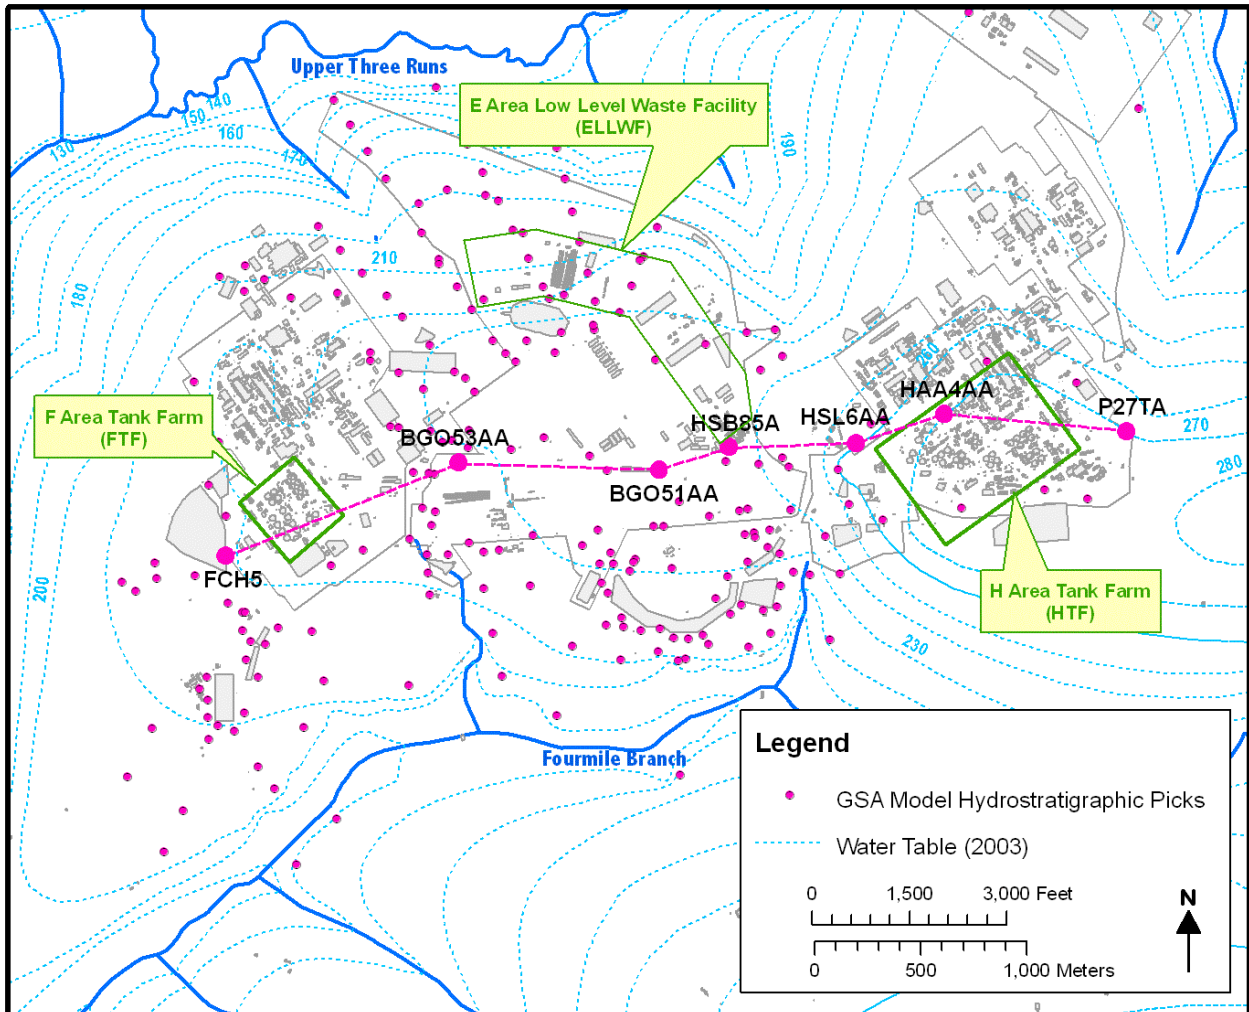 Upper Three Runs
E Area Low Level Waste Facility
(ELLWF)
140
150
160
130
170
190
210
180
260
F Area Tank Farm
(FTF)
HAA4AA
P27TA
HSL6AA
HSB85A
BGO53AA
270
280
BGO51AA
FCH5
200
H Area Tank Farm
(HTF)
230
Fourmile Branch
Legend
GSA Model Hydrostratigraphic Picks
Water Table (2003)
0 1,500 3,000 Feet
0 500 1,000 Meters
N